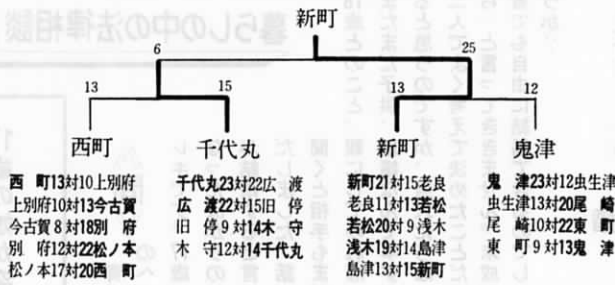 新町
6 25
13 15 13 12
西町 千代丸 新町 鬼津
西 町13対10上別府
上別府10対13今古賀
今古賀8対18別 府
別 府12対22松ノ本
松ノ本17対20西 町
千代丸23対22広 渡
広 渡22対15旧 停
旧 停9対14木 守
木 守12対14千代丸
新町21対15老良
老良11対13若松
若松20対9浅木
浅木19対14島津
島津13対15新町
鬼 津23対12虫生津
虫生津13対20尾 崎
尾 崎10対22東 町
東 町9対13鬼 津
暮らしの中の法律相談